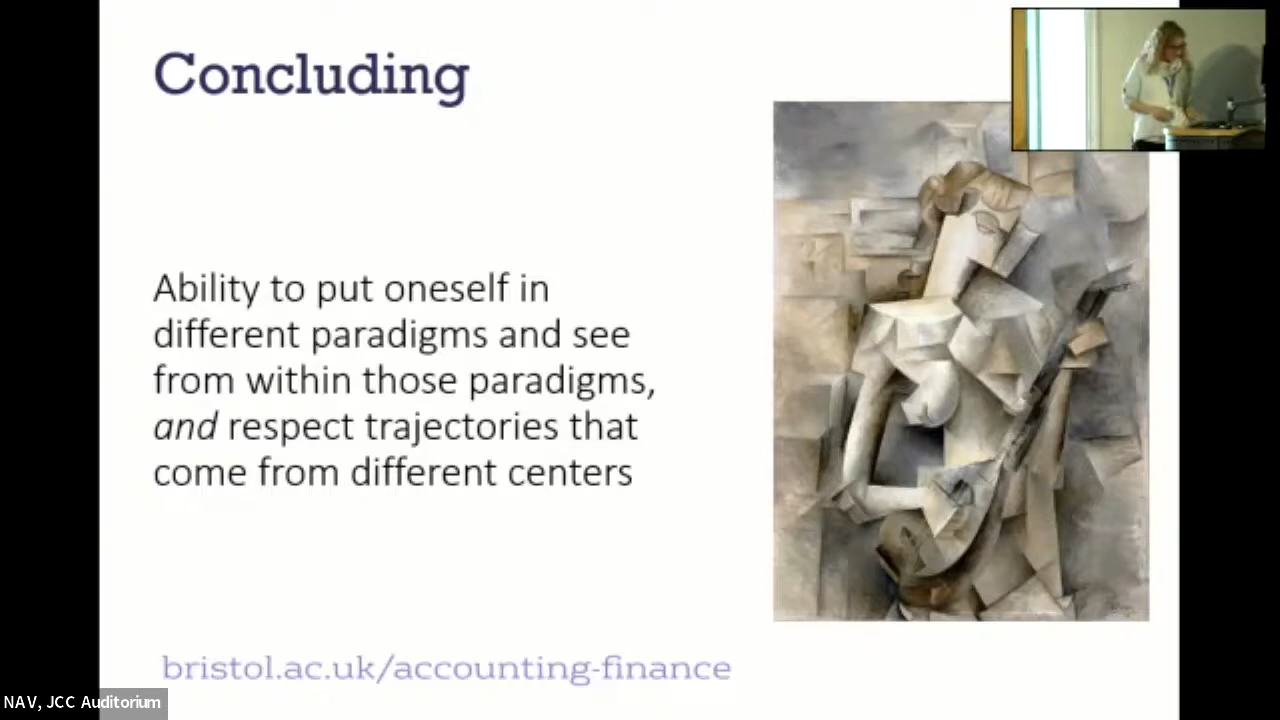 Concluding
Ability to put oneself in
different paradigms and see
from within those paradigms,
and respect trajectories that
come from different centers
bristol.ac.uk/accounting-finance
NAV, JCC Auditorium